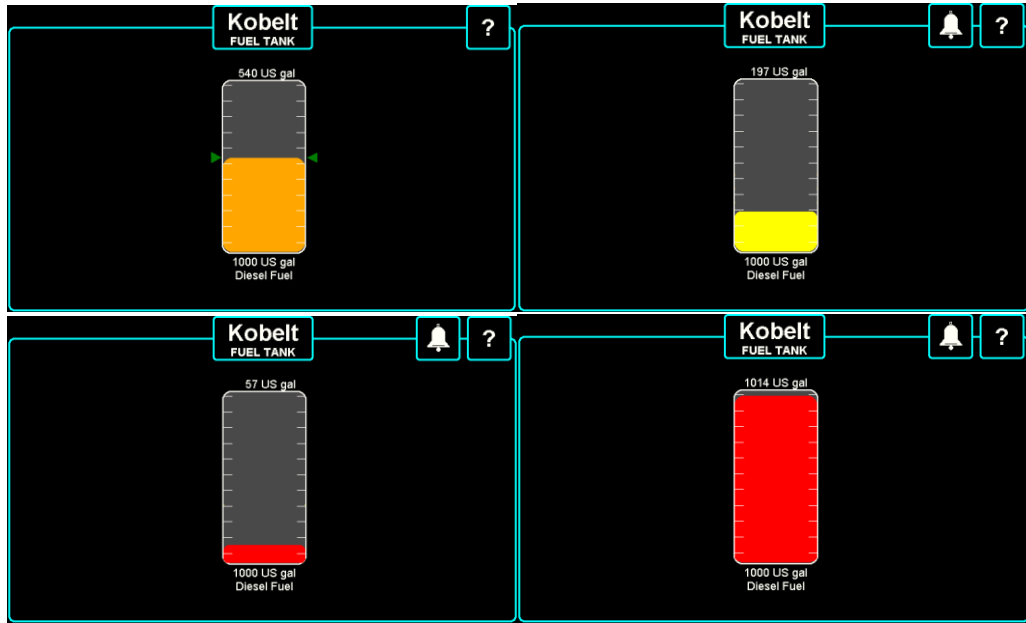 Kobelt
FUEL TANK
?
540 US gal
1000 US gal
Diesel Fuel
Kobelt
FUEL TANK
?
197 US gal
1000 US gal
Diesel Fuel
Kobelt
FUEL TANK
?
57 US gal
1000 US gal
Diesel Fuel
Kobelt
FUEL TANK
?
1014 US gal
1000 US gal
Diesel Fuel